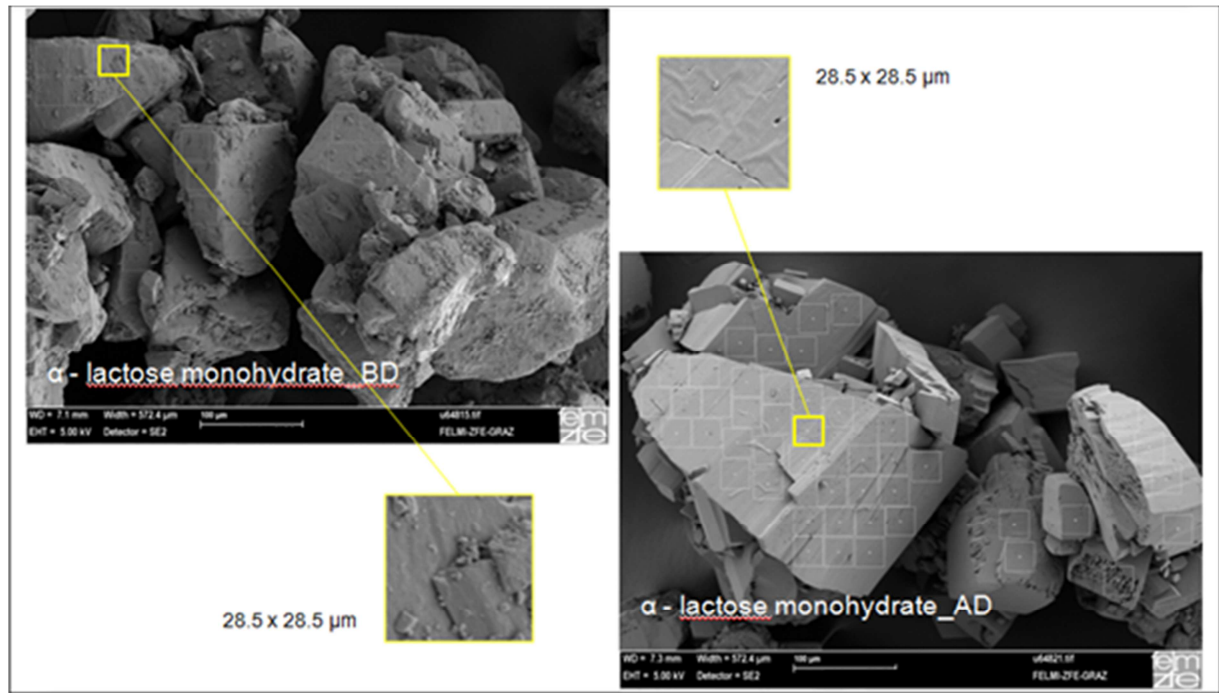 28.5 x 28.5 µm
α - lactose monohydrate_BD
WD = 7.1 mm Width = 572.4 µm 100 µm u64815.tif
EHT = 5.00 kV Detector = SE2 FELMI-ZFE-GRAZ
femzfe
28.5 x 28.5 µm
α - lactose monohydrate_AD
WD = 7.3 mm Width = 572.4 µm 100 µm u64821.tif
EHT = 5.00 kV Detector = SE2 FELMI-ZFE-GRAZ
femzfe